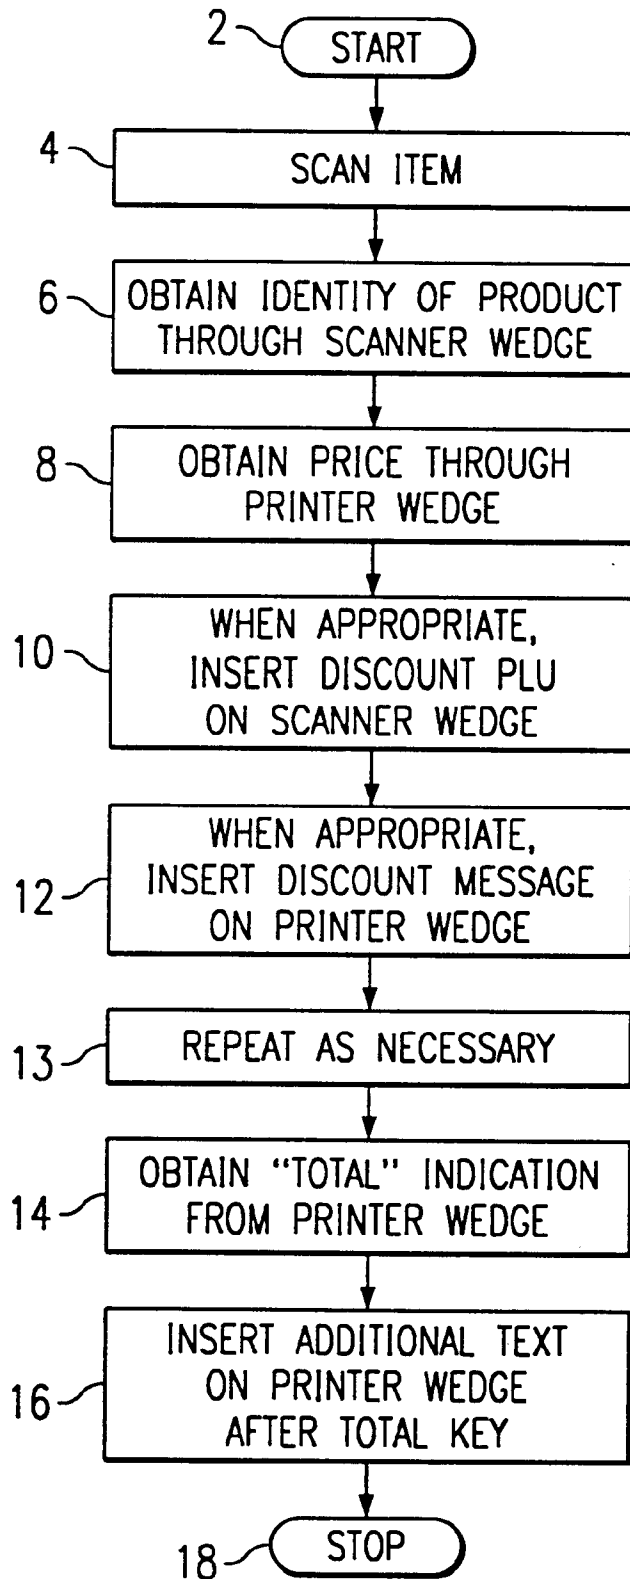 2
START
4
SCAN ITEM
6
OBTAIN IDENTITY OF PRODUCT
THROUGH SCANNER WEDGE
8
OBTAIN PRICE THROUGH
PRINTER WEDGE
10
WHEN APPROPRIATE,
INSERT DISCOUNT PLU
ON SCANNER WEDGE
12
WHEN APPROPRIATE,
INSERT DISCOUNT MESSAGE
ON PRINTER WEDGE
13
REPEAT AS NECESSARY
14
OBTAIN "TOTAL" INDICATION
FROM PRINTER WEDGE
16
INSERT ADDITIONAL TEXT
ON PRINTER WEDGE
AFTER TOTAL KEY
18
STOP